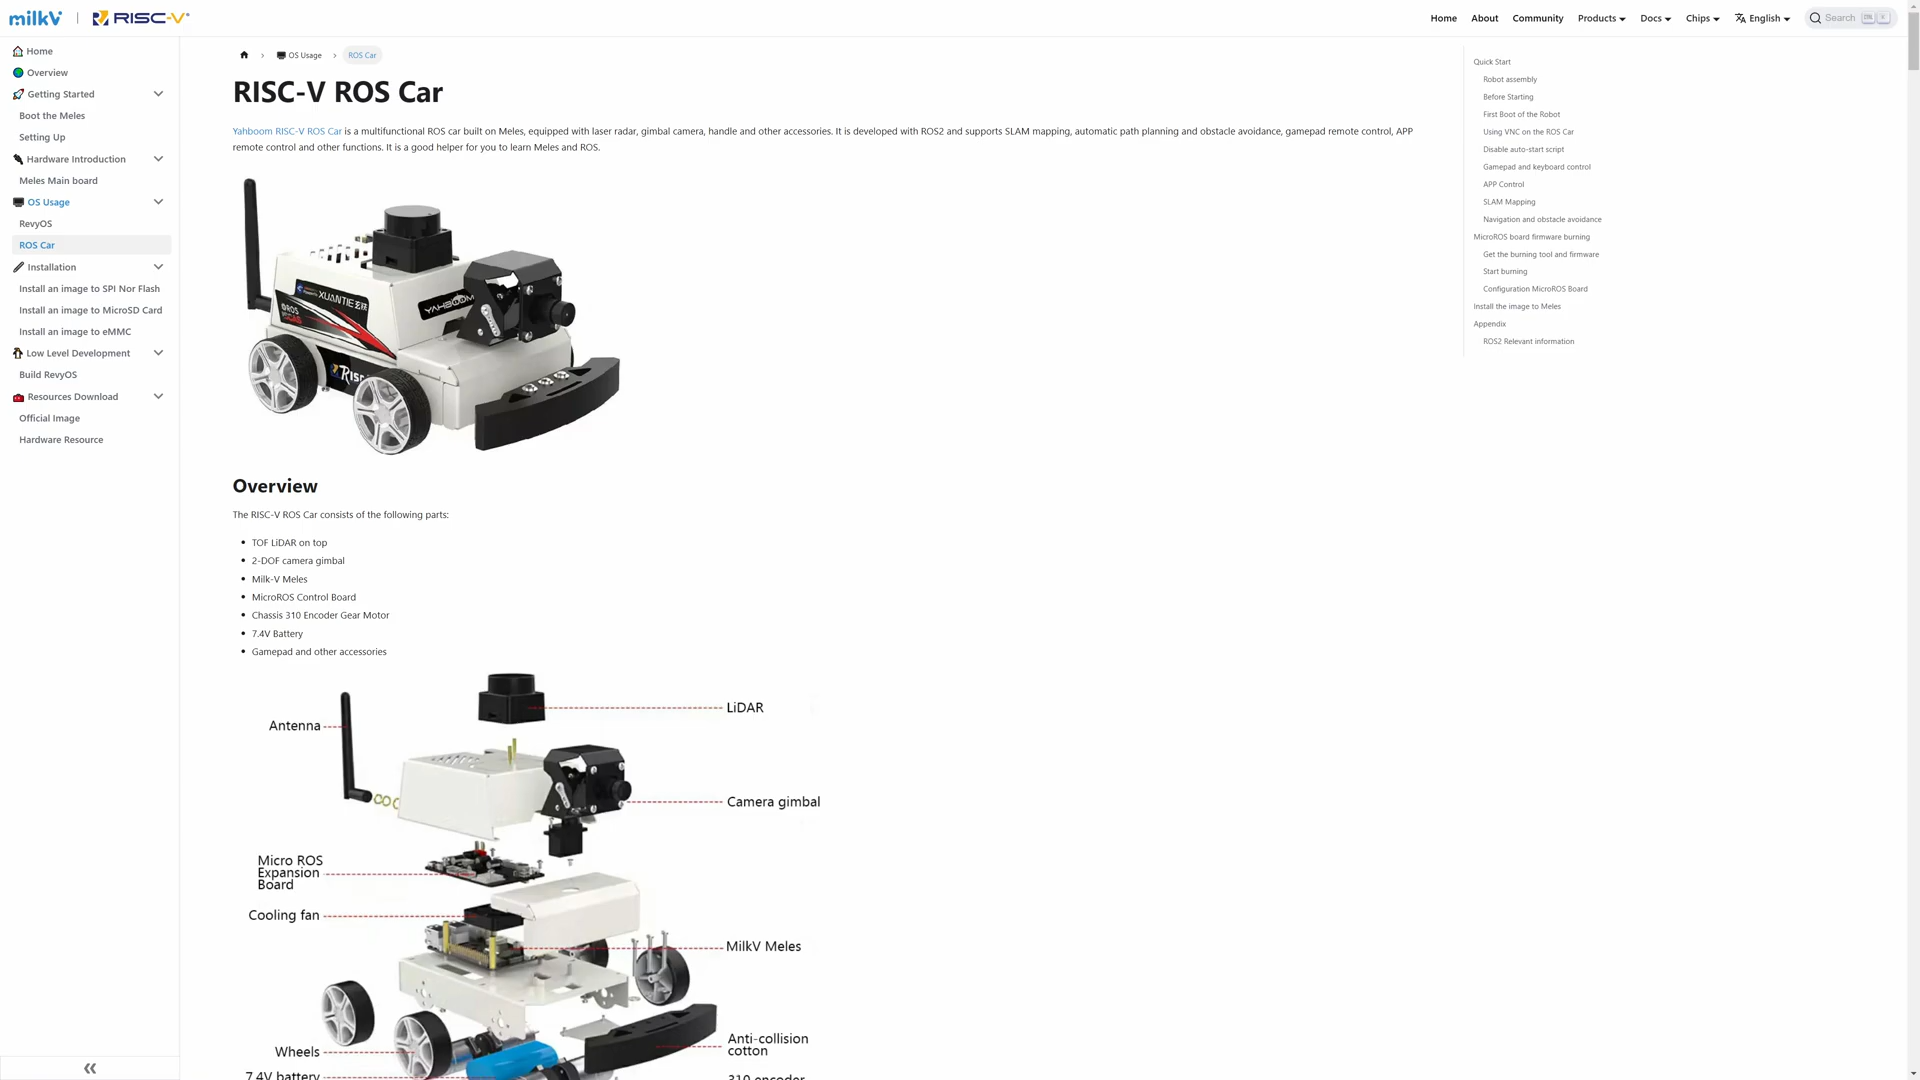 milkV | RISC-V®
Home About Community Products Docs Chips English Search
Home
Overview
Getting Started
Boot the Meles
Setting Up
Hardware Introduction
Meles Main board
OS Usage
RevyOS
ROS Car
Installation
Install an image to SPI Nor Flash
Install an image to MicroSD Card
Install an image to eMMC
Low Level Development
Build RevyOS
Resources Download
Official Image
Hardware Resource
OS Usage > ROS Car
RISC-V ROS Car
Yahboom RISC-V ROS Car is a multifunctional ROS car built on Meles, equipped with laser radar, gimbal camera, handle and other accessories. It is developed with ROS2 and supports SLAM mapping, automatic path planning and obstacle avoidance, gamepad remote control, APP
remote control and other functions. It is a good helper for you to learn Meles and ROS.
XUANTIE玄铁
YAHBOOM
Overview
The RISC-V ROS Car consists of the following parts:
• TOF LiDAR on top
• 2-DOF camera gimbal
• Milk-V Meles
• MicroROS Control Board
• Chassis 310 Encoder Gear Motor
• 7.4V Battery
• Gamepad and other accessories
LiDAR
Antenna
Camera gimbal
Micro ROS
Expansion
Board
Cooling fan
MilkV Meles
Anti-collision
cotton
Wheels
7.4V battery
310 encoder
Quick Start
Robot assembly
Before Starting
First Boot of the Robot
Using VNC on the ROS Car
Disable auto-start script
Gamepad and keyboard control
APP Control
SLAM Mapping
Navigation and obstacle avoidance
MicroROS board firmware burning
Get the burning tool and firmware
Start burning
Configuration MicroROS Board
Install the image to Meles
Appendix
ROS2 Relevant information